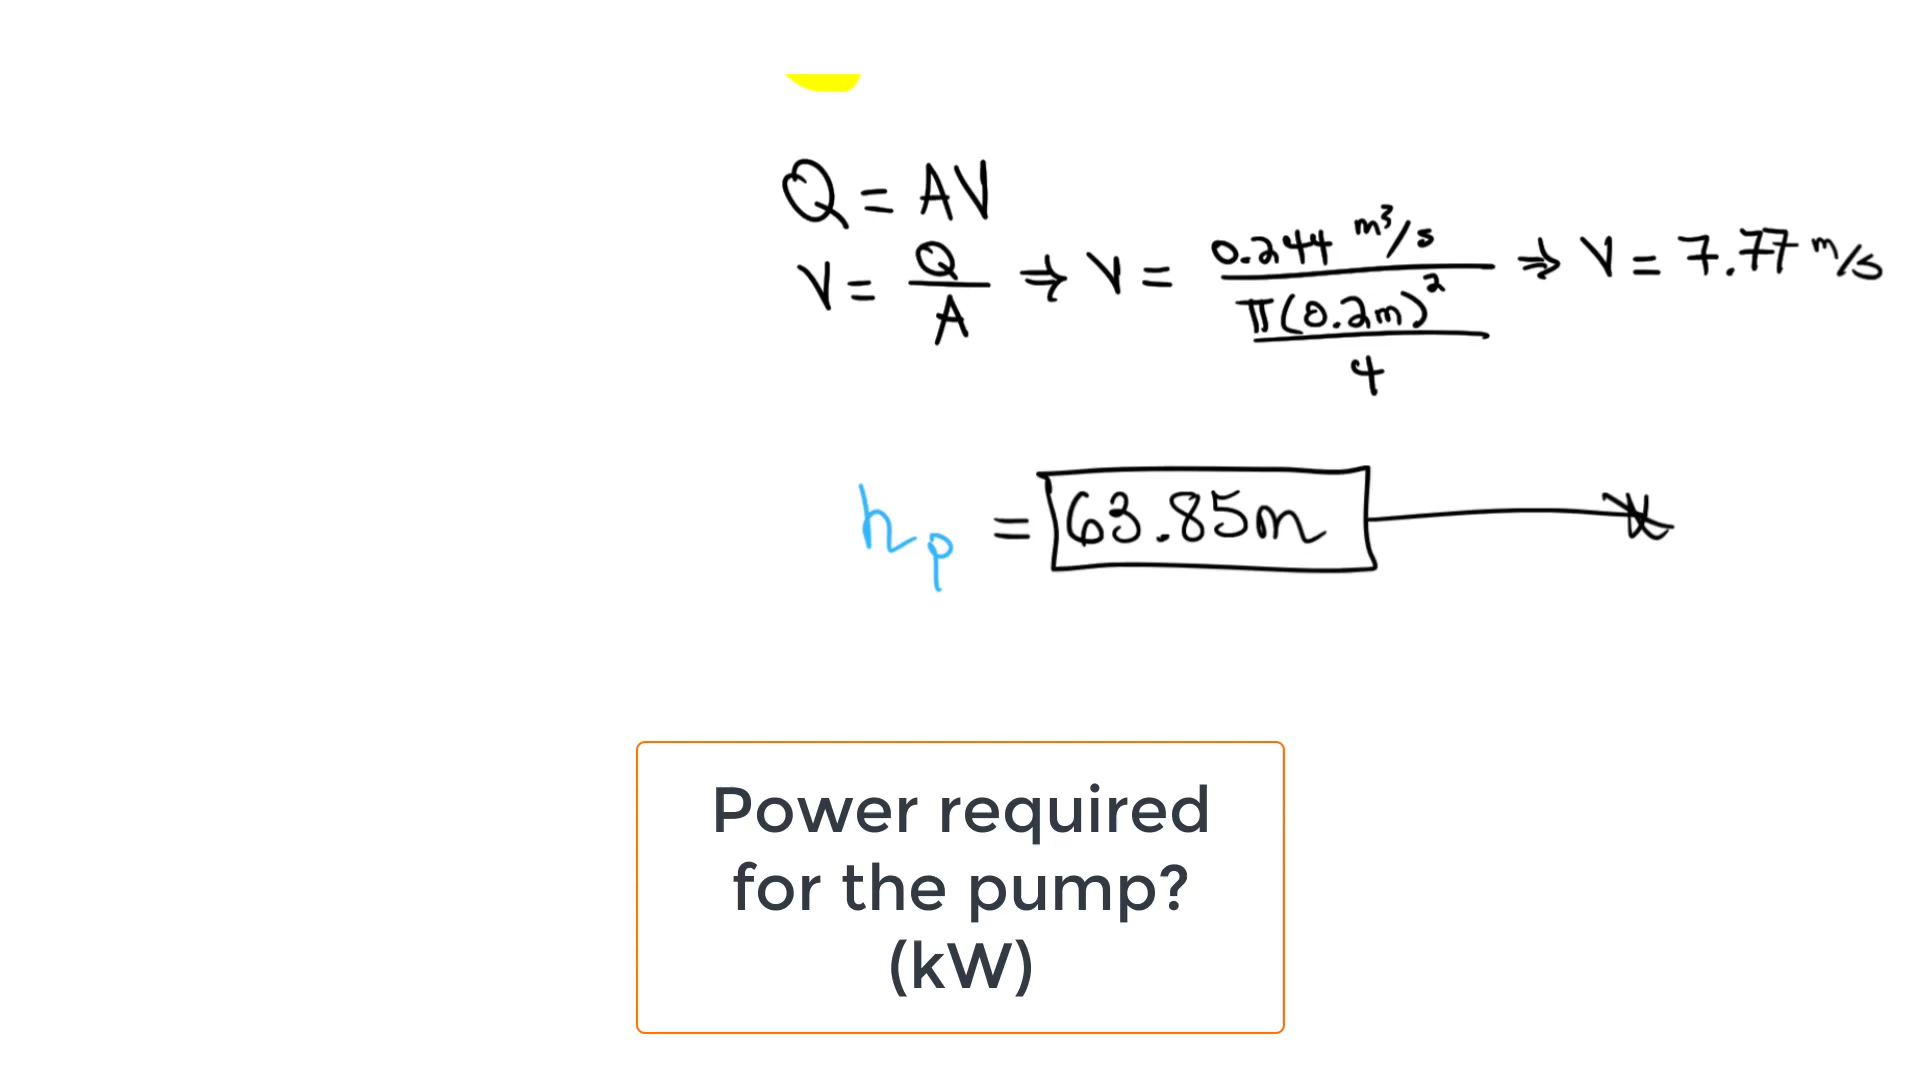 Q = AV
V = Q/A ⇒ V = 0.244 m³/s / π(0.2m)²/4 ⇒ V = 7.77 m/s
hp = 63.85m
Power required
for the pump?
(kW)